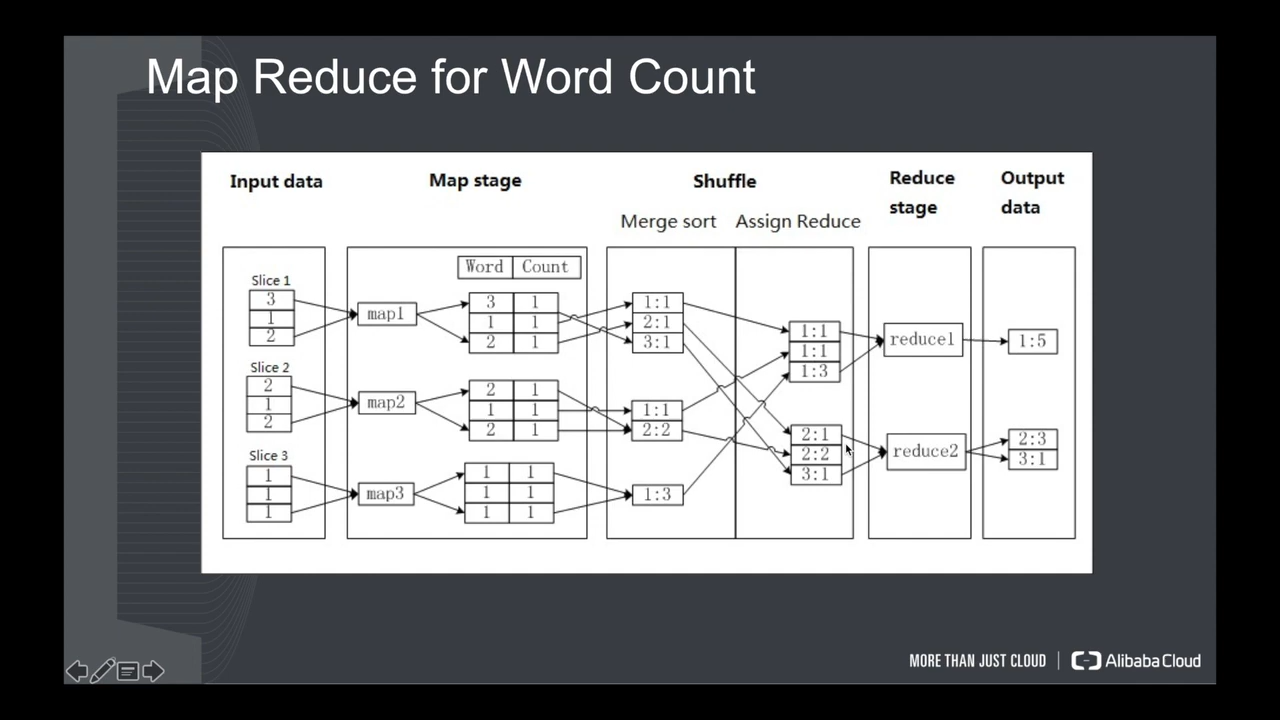 Map Reduce for Word Count
Input data
Map stage
Shuffle
Reduce stage
Output data
Merge sort
Assign Reduce
Slice 1
3
1
2
Slice 2
2
1
2
Slice 3
1
1
1
map1
map2
map3
Word Count
3 1
1 1
2 1
2 1
1 1
2 1
1 1
1 1
1 1
1:1
2:1
3:1
1:1
2:2
1:3
1:1
1:1
1:3
2:1
2:2
3:1
reduce1
reduce2
1:5
2:3
3:1
MORE THAN JUST CLOUD
Alibaba Cloud